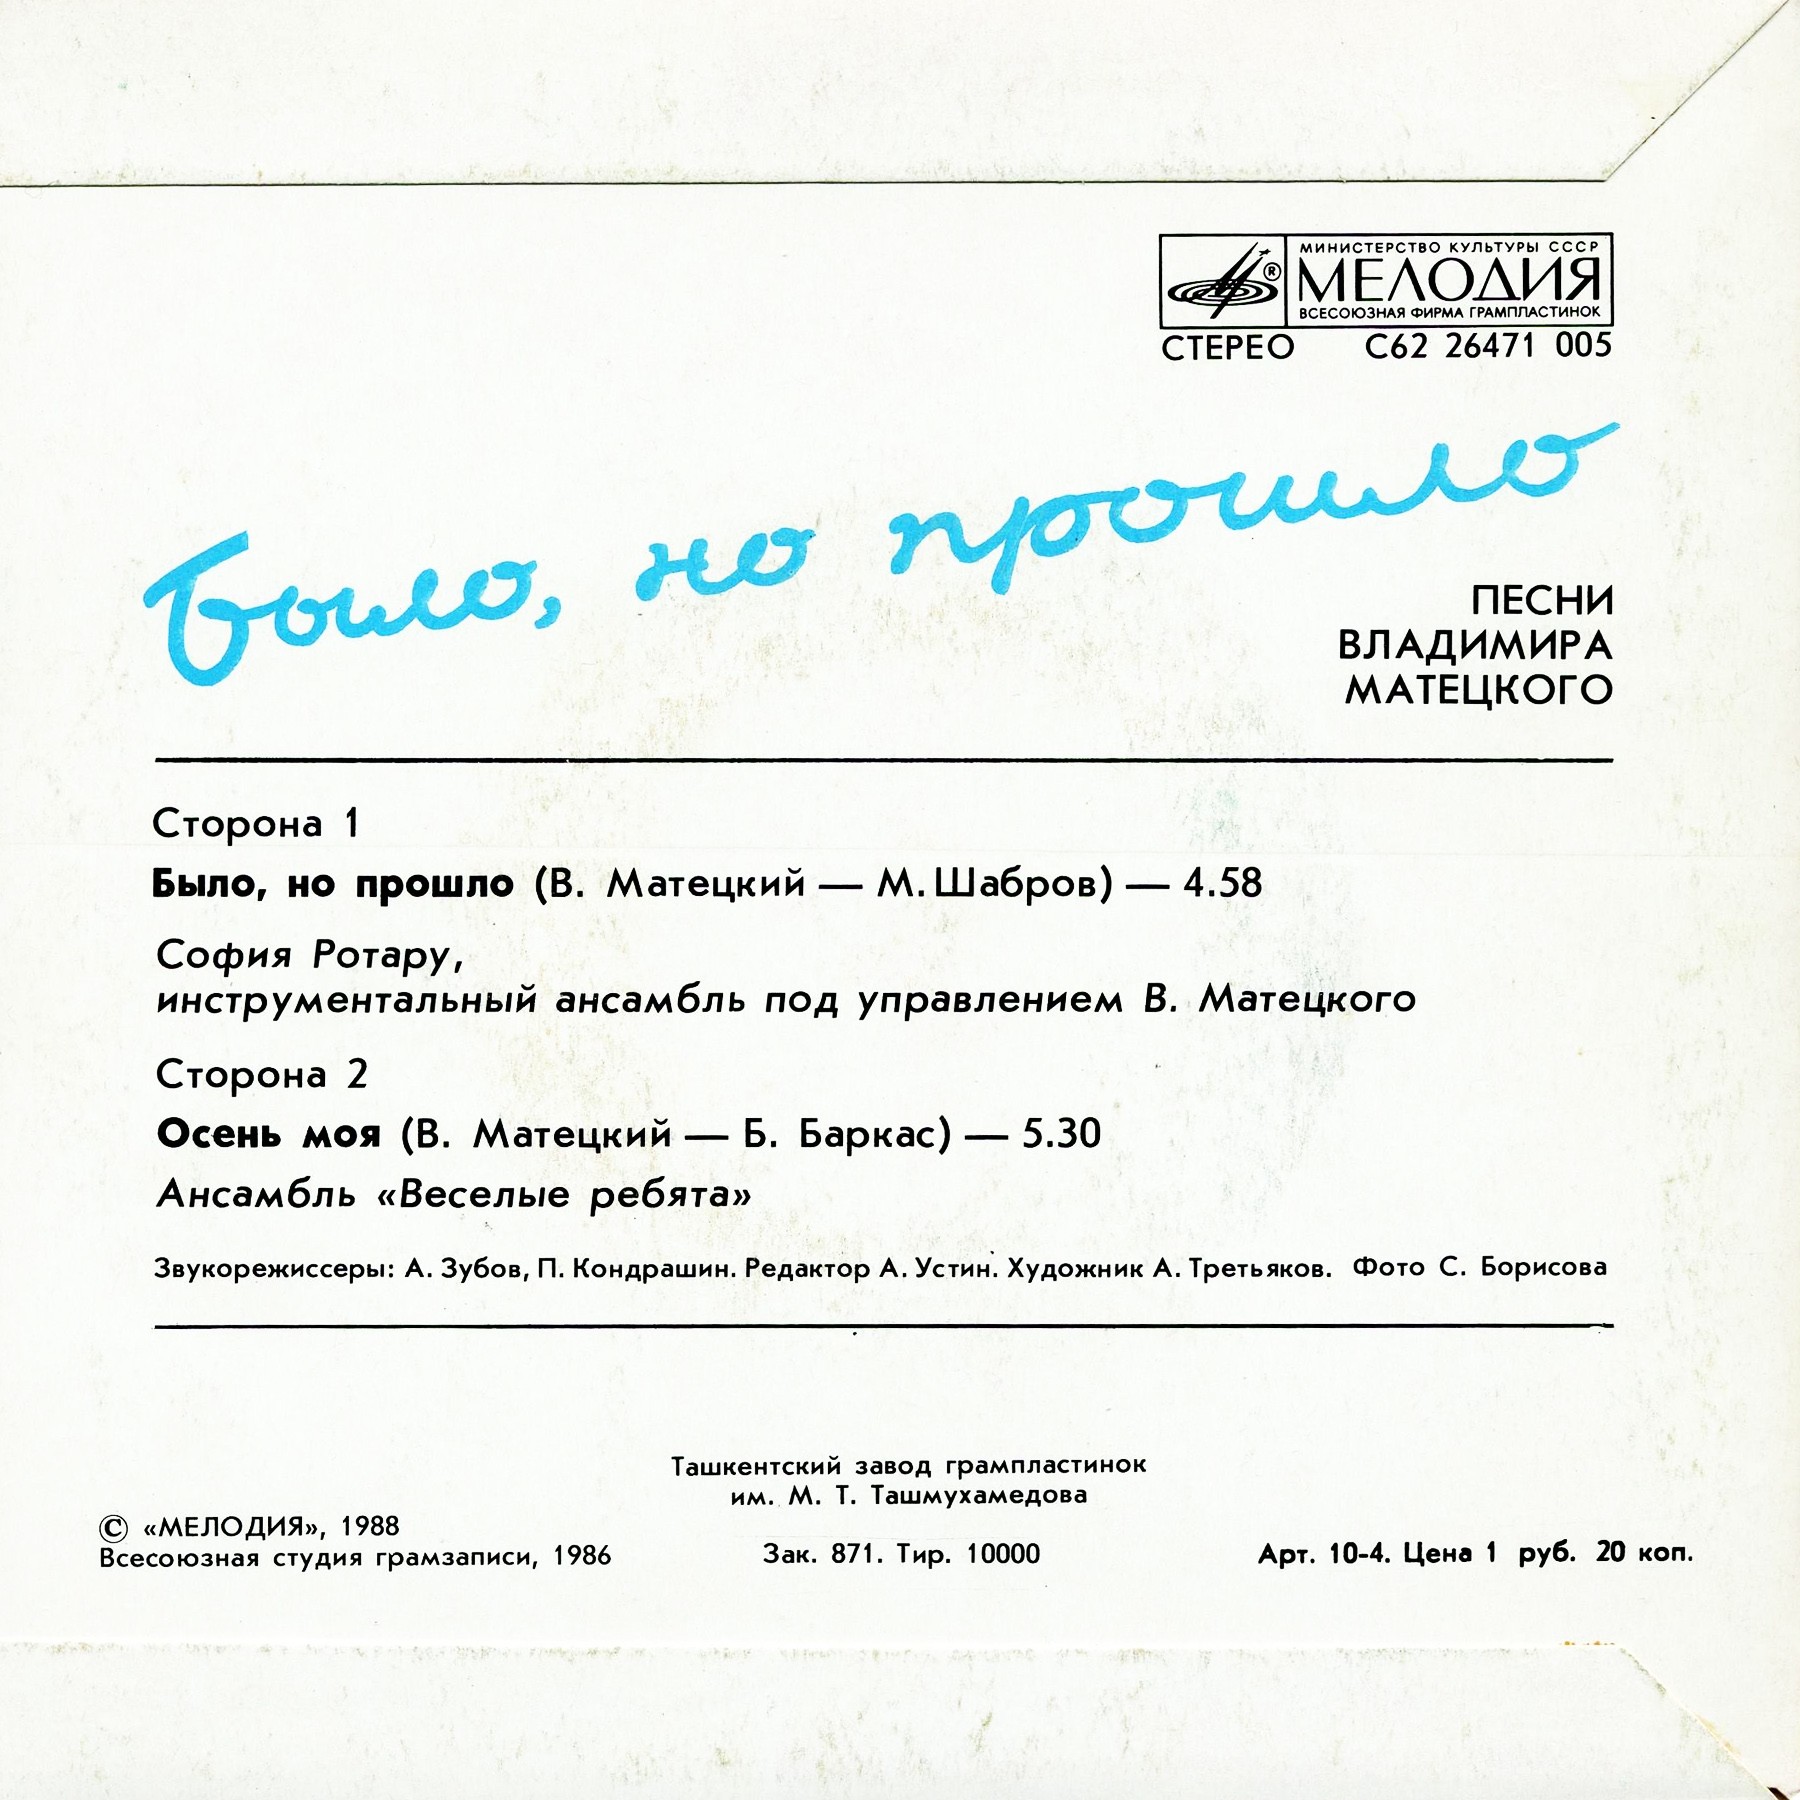 МИНИСТЕРСТВО КУЛЬТУРЫ СССР
МЕЛОДИЯ
®
ВСЕСОЮЗНАЯ ФИРМА ГРАМПЛАСТИНОК
СТЕРЕО С62 26471 005
Было, но прошло
ПЕСНИ
ВЛАДИМИРА
МАТЕЦКОГО
Сторона 1
Было, но прошло (В. Матецкий — М. Шабров) — 4.58
София Ротару,
инструментальный ансамбль под управлением В. Матецкого
Сторона 2
Осень моя (В. Матецкий — Б. Баркас) — 5.30
Ансамбль «Веселые ребята»
Звукорежиссеры: А. Зубов, П. Кондрашин. Редактор А. Устин. Художник А. Третьяков. Фото С. Борисова
Ташкентский завод грампластинок
им. М. Т. Ташмухамедова
© «МЕЛОДИЯ», 1988
Всесоюзная студия грамзаписи, 1986
Зак. 871. Тир. 10000
Арт. 10-4. Цена 1 руб. 20 коп.